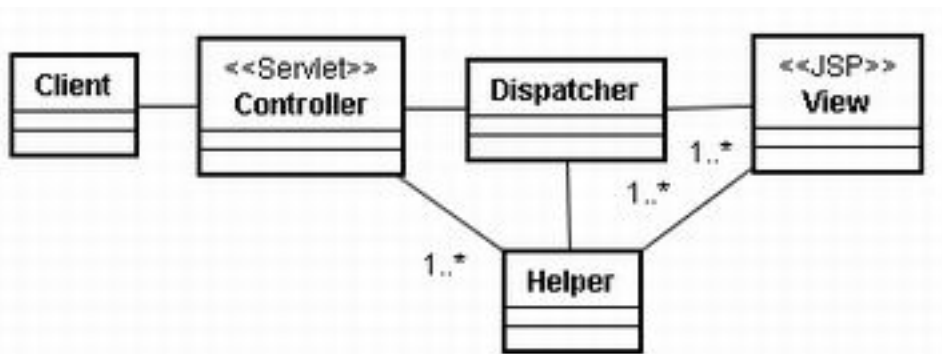 Client
<<Servlet>>
Controller
Dispatcher
<<JSP>>
View
1..*
1..*
1..*
Helper